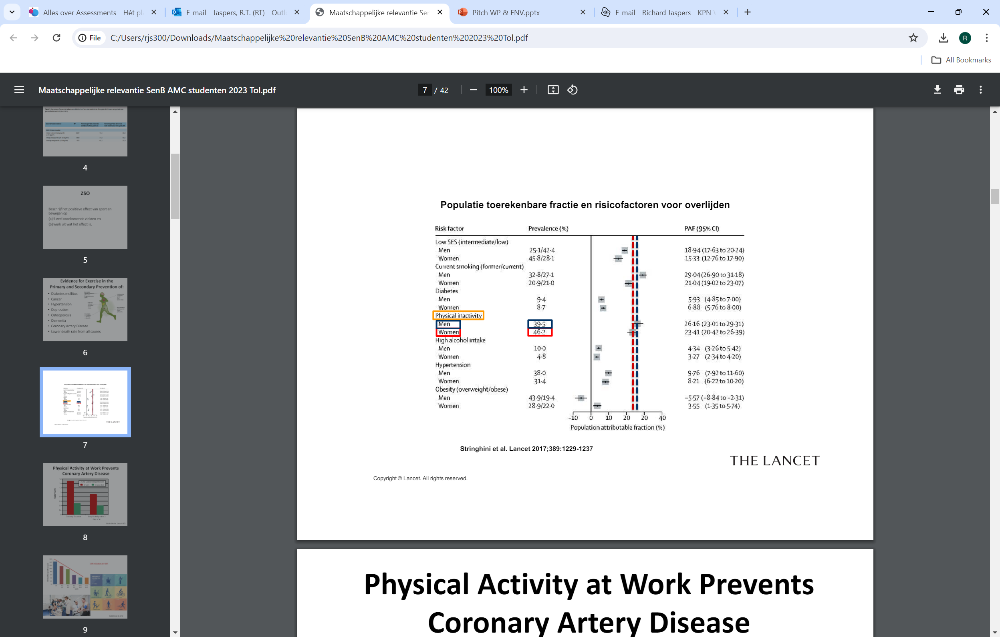 Alles over Assessments - Hét pl
E-mail - Jaspers, R.T. (RT) - Outl
Maatschappelijke relevantie Ser
Pitch WP & FNV.pptx
E-mail - Richard Jaspers - KPN
File
C:/Users/rjs300/Downloads/Maatschappelijke%20relevantie%20SenB%20AMC%20studenten%202023%20Tol.pdf
R
All Bookmarks
Maatschappelijke relevantie SenB AMC studenten 2023 Tol.pdf
7 / 42
100%
4
ZSO
Beschrijf het positieve effect van sport en
bewegen op
(a) 5 veel voorkomende ziekten en
(b) werk uit wat het effect is.
5
Evidence for Exercise in the
Primary and Secondary Prevention of:
• Diabetes mellitus
• Cancer
• Hypertension
• Depression
• Osteoporosis
• Dementia
• Coronary Artery Disease
• Lower death rate from all causes
6
7
Physical Activity at Work Prevents
Coronary Artery Disease
8
9
Populatie toerekenbare fractie en risicofactoren voor overlijden
Risk factor Prevalence (%) PAF (95% CI)
Low SES (intermediate/low)
Men 25·1/42·4 18·94 (17·63 to 20·24)
Women 45·8/28·1 15·33 (12·76 to 17·90)
Current smoking (former/current)
Men 32·8/27·1 29·04 (26·90 to 31·18)
Women 20·9/21·0 21·04 (19·02 to 23·07)
Diabetes
Men 9·4 5·93 (4·85 to 7·00)
Women 8·7 6·88 (5·76 to 8·00)
Physical inactivity
Men 39·5 26·16 (23·01 to 29·31)
Women 46·2 23·41 (20·42 to 26·39)
High alcohol intake
Men 10·0 4·34 (3·26 to 5·42)
Women 4·8 3·27 (2·34 to 4·20)
Hypertension
Men 38·0 9·76 (7·92 to 11·60)
Women 31·4 8·21 (6·22 to 10·20)
Obesity (overweight/obese)
Men 43·9/19·4 −5·57 (−8·84 to −2·31)
Women 28·9/22·0 3·55 (1·35 to 5·74)
−10 0 10 20 20 40
Population attributable fraction (%)
Stringhini et al. Lancet 2017;389:1229-1237
THE LANCET
Copyright © Lancet. All rights reserved.
Physical Activity at Work Prevents
Coronary Artery Disease